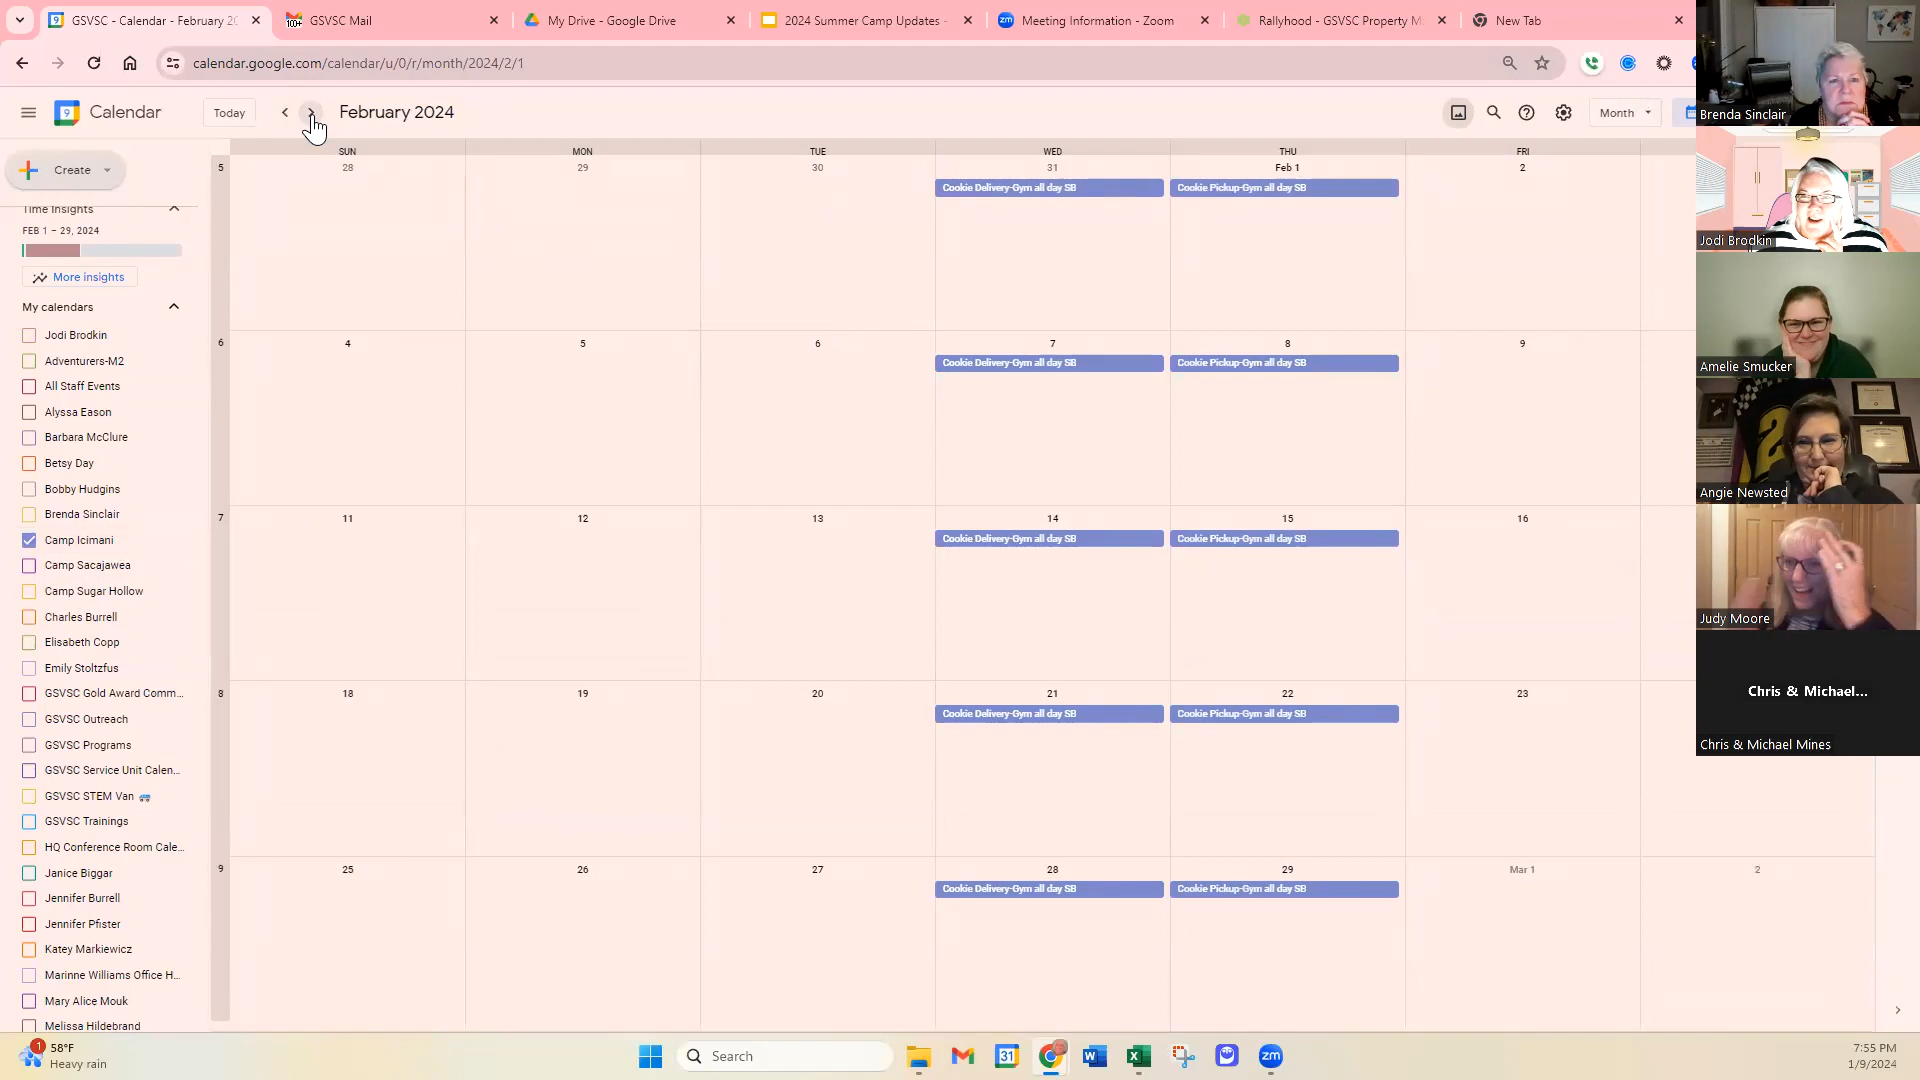 GSVSC - Calendar - February 20
GSVSC Mail
My Drive - Google Drive
2024 Summer Camp Updates -
Meeting Information - Zoom
Rallyhood - GSVSC Property M
New Tab
calendar.google.com/calendar/u/0/r/month/2024/2/1
Calendar
Today
February 2024
Month
Create
Time Insights
FEB 1 – 29, 2024
More insights
My calendars
Jodi Brodkin
Adventurers-M2
All Staff Events
Alyssa Eason
Barbara McClure
Betsy Day
Bobby Hudgins
Brenda Sinclair
Camp Icimani
Camp Sacajawea
Camp Sugar Hollow
Charles Burrell
Elisabeth Copp
Emily Stoltzfus
GSVSC Gold Award Comm...
GSVSC Outreach
GSVSC Programs
GSVSC Service Unit Calen...
GSVSC STEM Van
GSVSC Trainings
HQ Conference Room Cale...
Janice Biggar
Jennifer Burrell
Jennifer Pfister
Katey Markiewicz
Marinne Williams Office H...
Mary Alice Mouk
Melissa Hildebrand
SUN MON TUE WED THU FRI
5 28 29 30 31 Feb 1 2
Cookie Delivery-Gym all day SB
Cookie Pickup-Gym all day SB
6 4 5 6 7 8 9
Cookie Delivery-Gym all day SB
Cookie Pickup-Gym all day SB
7 11 12 13 14 15 16
Cookie Delivery-Gym all day SB
Cookie Pickup-Gym all day SB
8 18 19 20 21 22 23
Cookie Delivery-Gym all day SB
Cookie Pickup-Gym all day SB
9 25 26 27 28 29 Mar 1 2
Cookie Delivery-Gym all day SB
Cookie Pickup-Gym all day SB
Brenda Sinclair
Jodi Brodkin
Amelie Smucker
Angie Newsted
Judy Moore
Chris & Michael...
Chris & Michael Mines
58°F
Heavy rain
Search
7:55 PM
1/9/2024